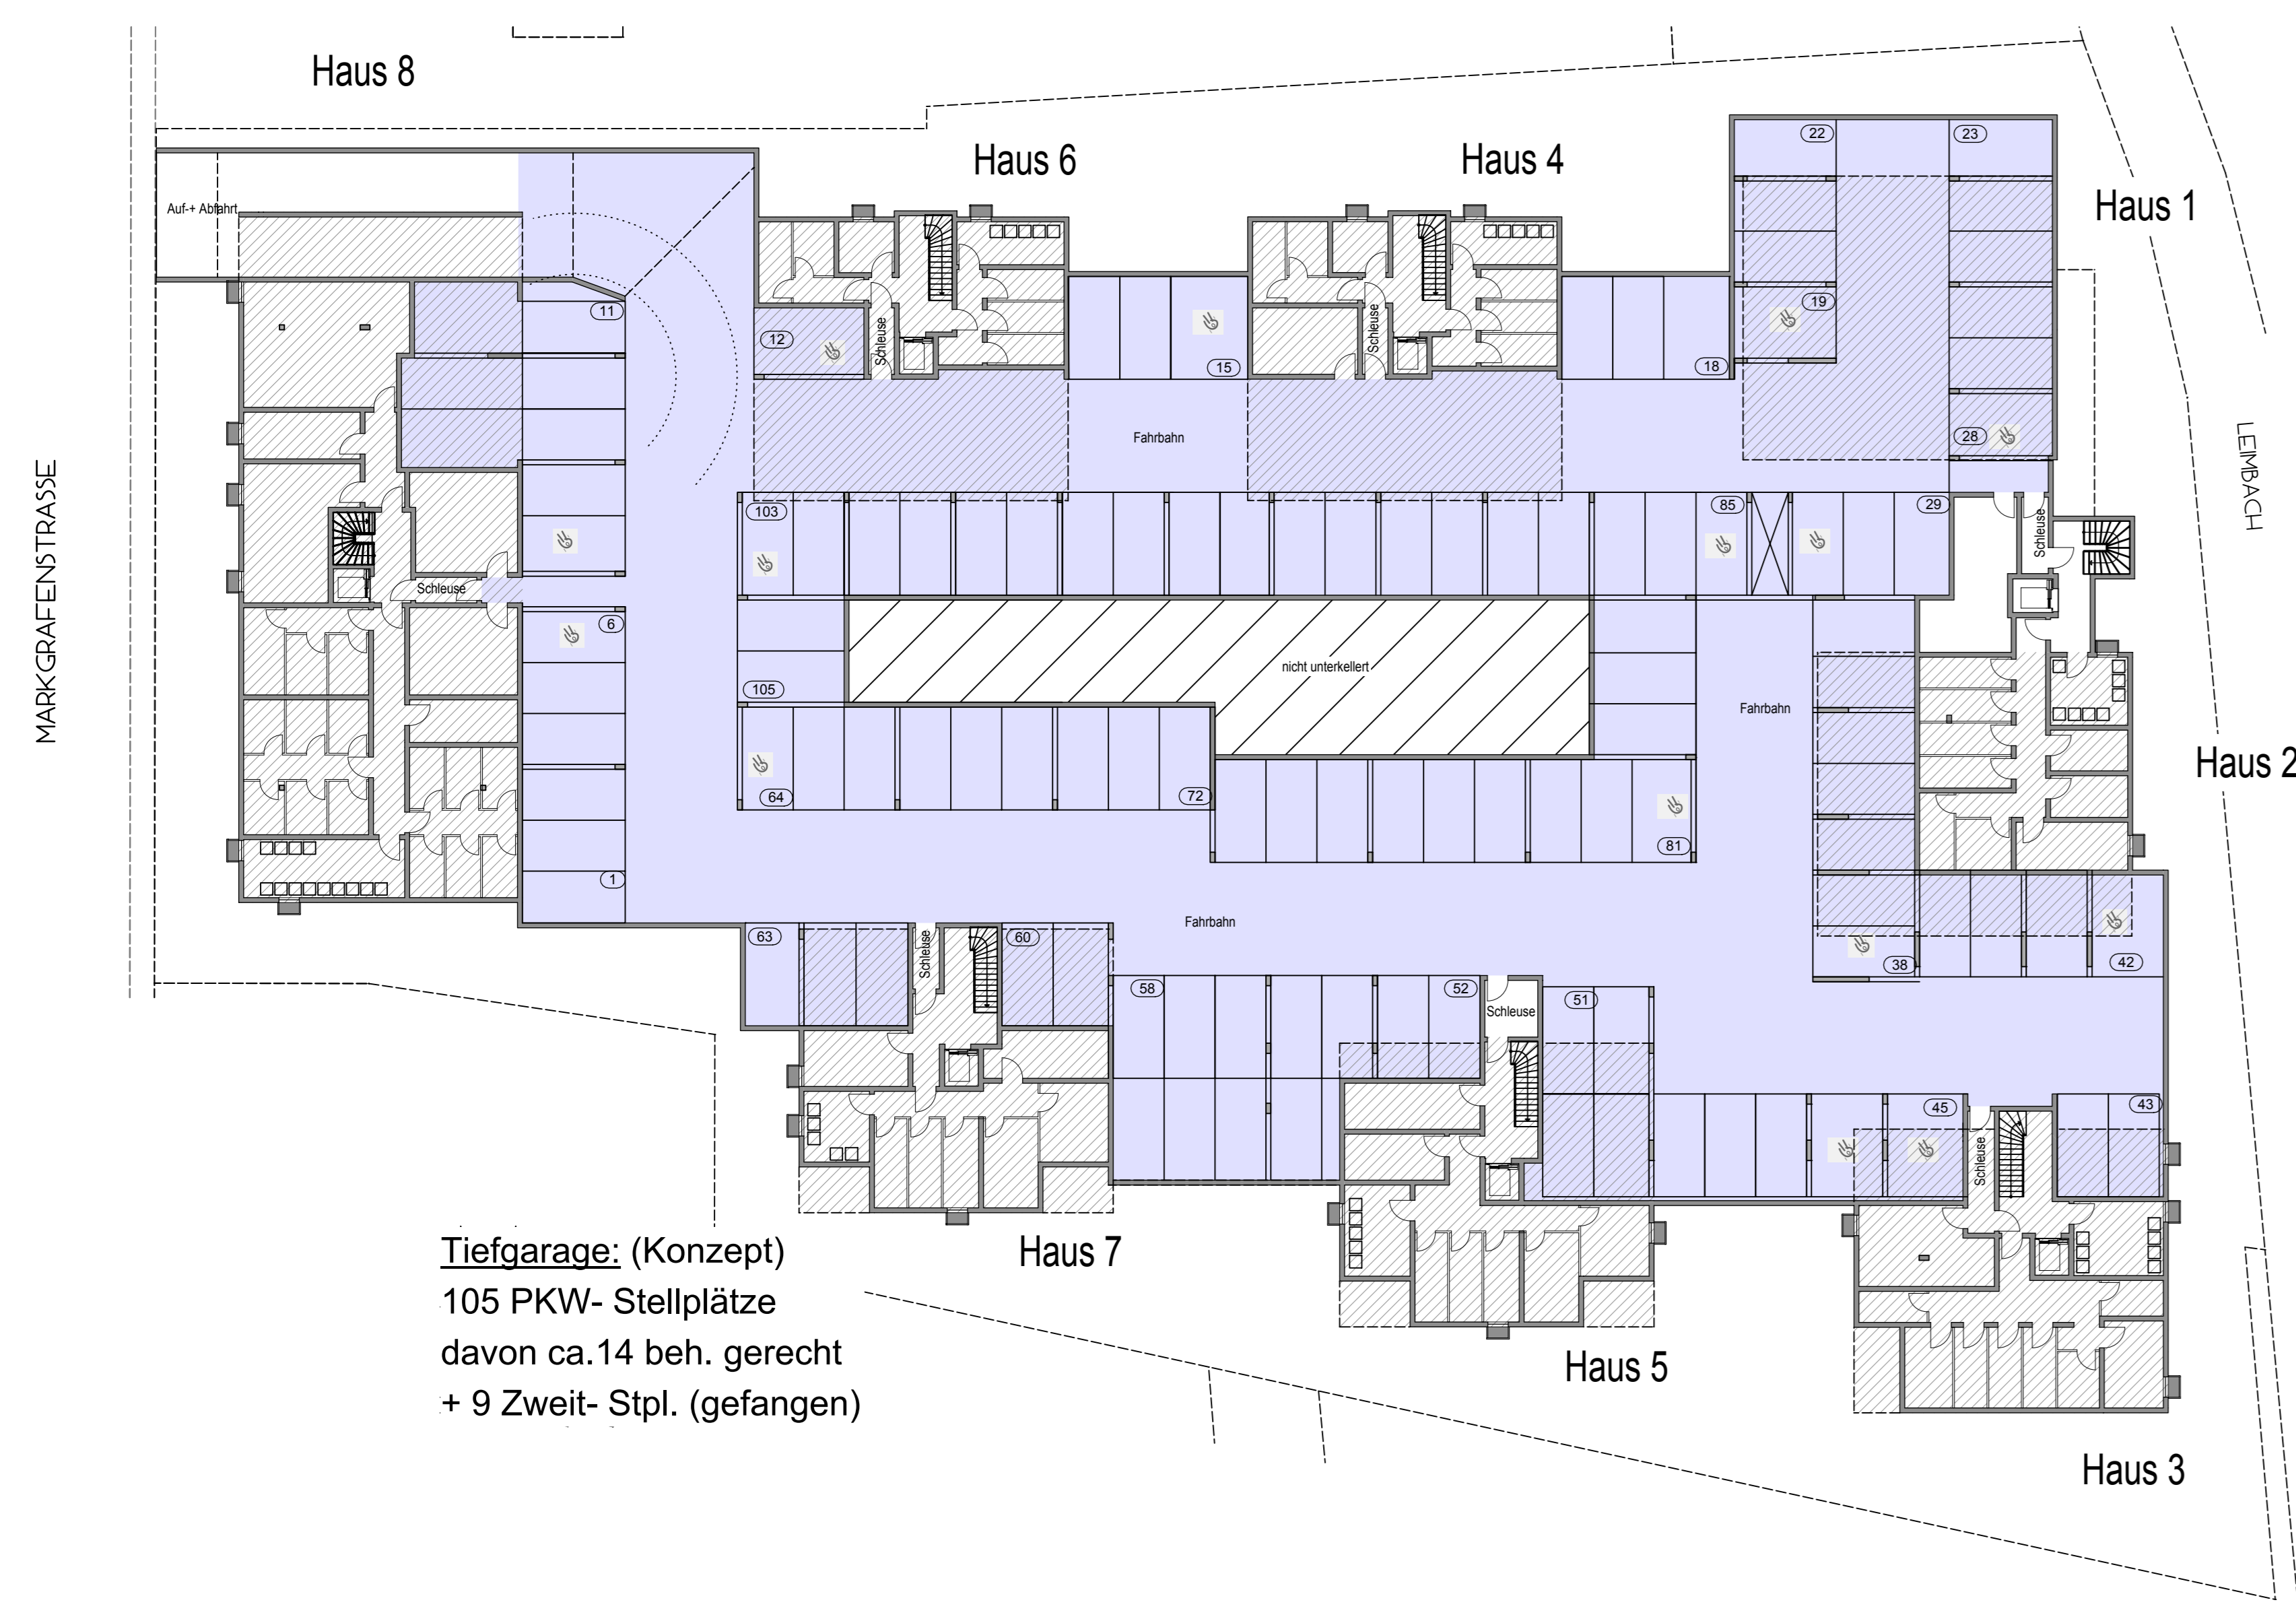 Haus 8
Haus 6
Haus 4
22
23
Haus 1
Auf-+ Abfahrt
11
12
Schleuse
15
Schleuse
18
19
28
Fahrbahn
LEIMBACH
MARKGRAFENSTRASSE
103
85
29
Schleuse
Schleuse
6
nicht unterkellert
105
Fahrbahn
Haus 2
64
72
81
1
Fahrbahn
63
Schleuse
60
38
42
58
52
51
Schleuse
45
43
Schleuse
Tiefgarage: (Konzept)
105 PKW- Stellplätze
davon ca.14 beh. gerecht
+ 9 Zweit- Stpl. (gefangen)
Haus 7
Haus 5
Haus 3